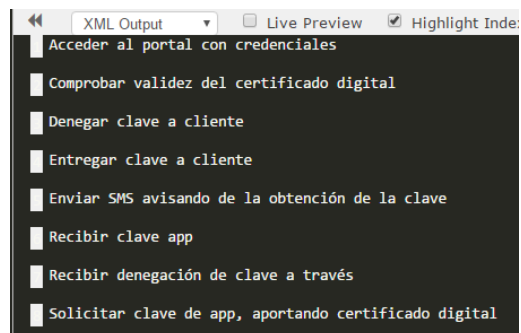 XML Output Live Preview Highlight Inde
Acceder al portal con credenciales
Comprobar validez del certificado digital
Denegar clave a cliente
Entregar clave a cliente
Enviar SMS avisando de la obtención de la clave
Recibir clave app
Recibir denegación de clave a través
Solicitar clave de app, aportando certificado digital